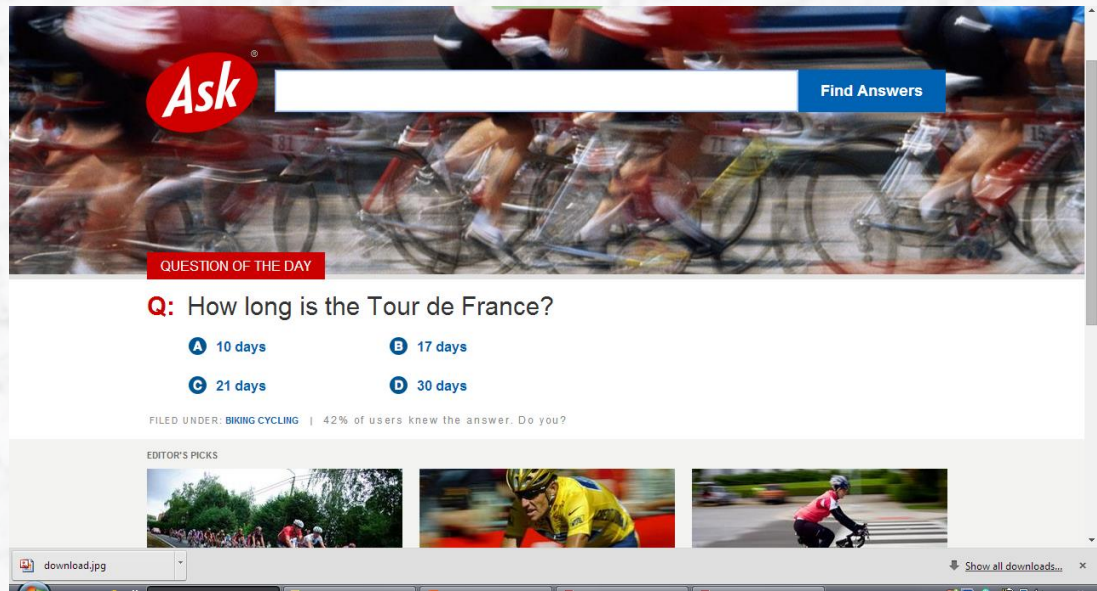 Ask®
Find Answers
QUESTION OF THE DAY
Q: How long is the Tour de France?
A 10 days B 17 days
C 21 days D 30 days
FILED UNDER: BIKING CYCLING | 42% of users knew the answer. Do you?
EDITOR'S PICKS
download.jpg Show all downloads...